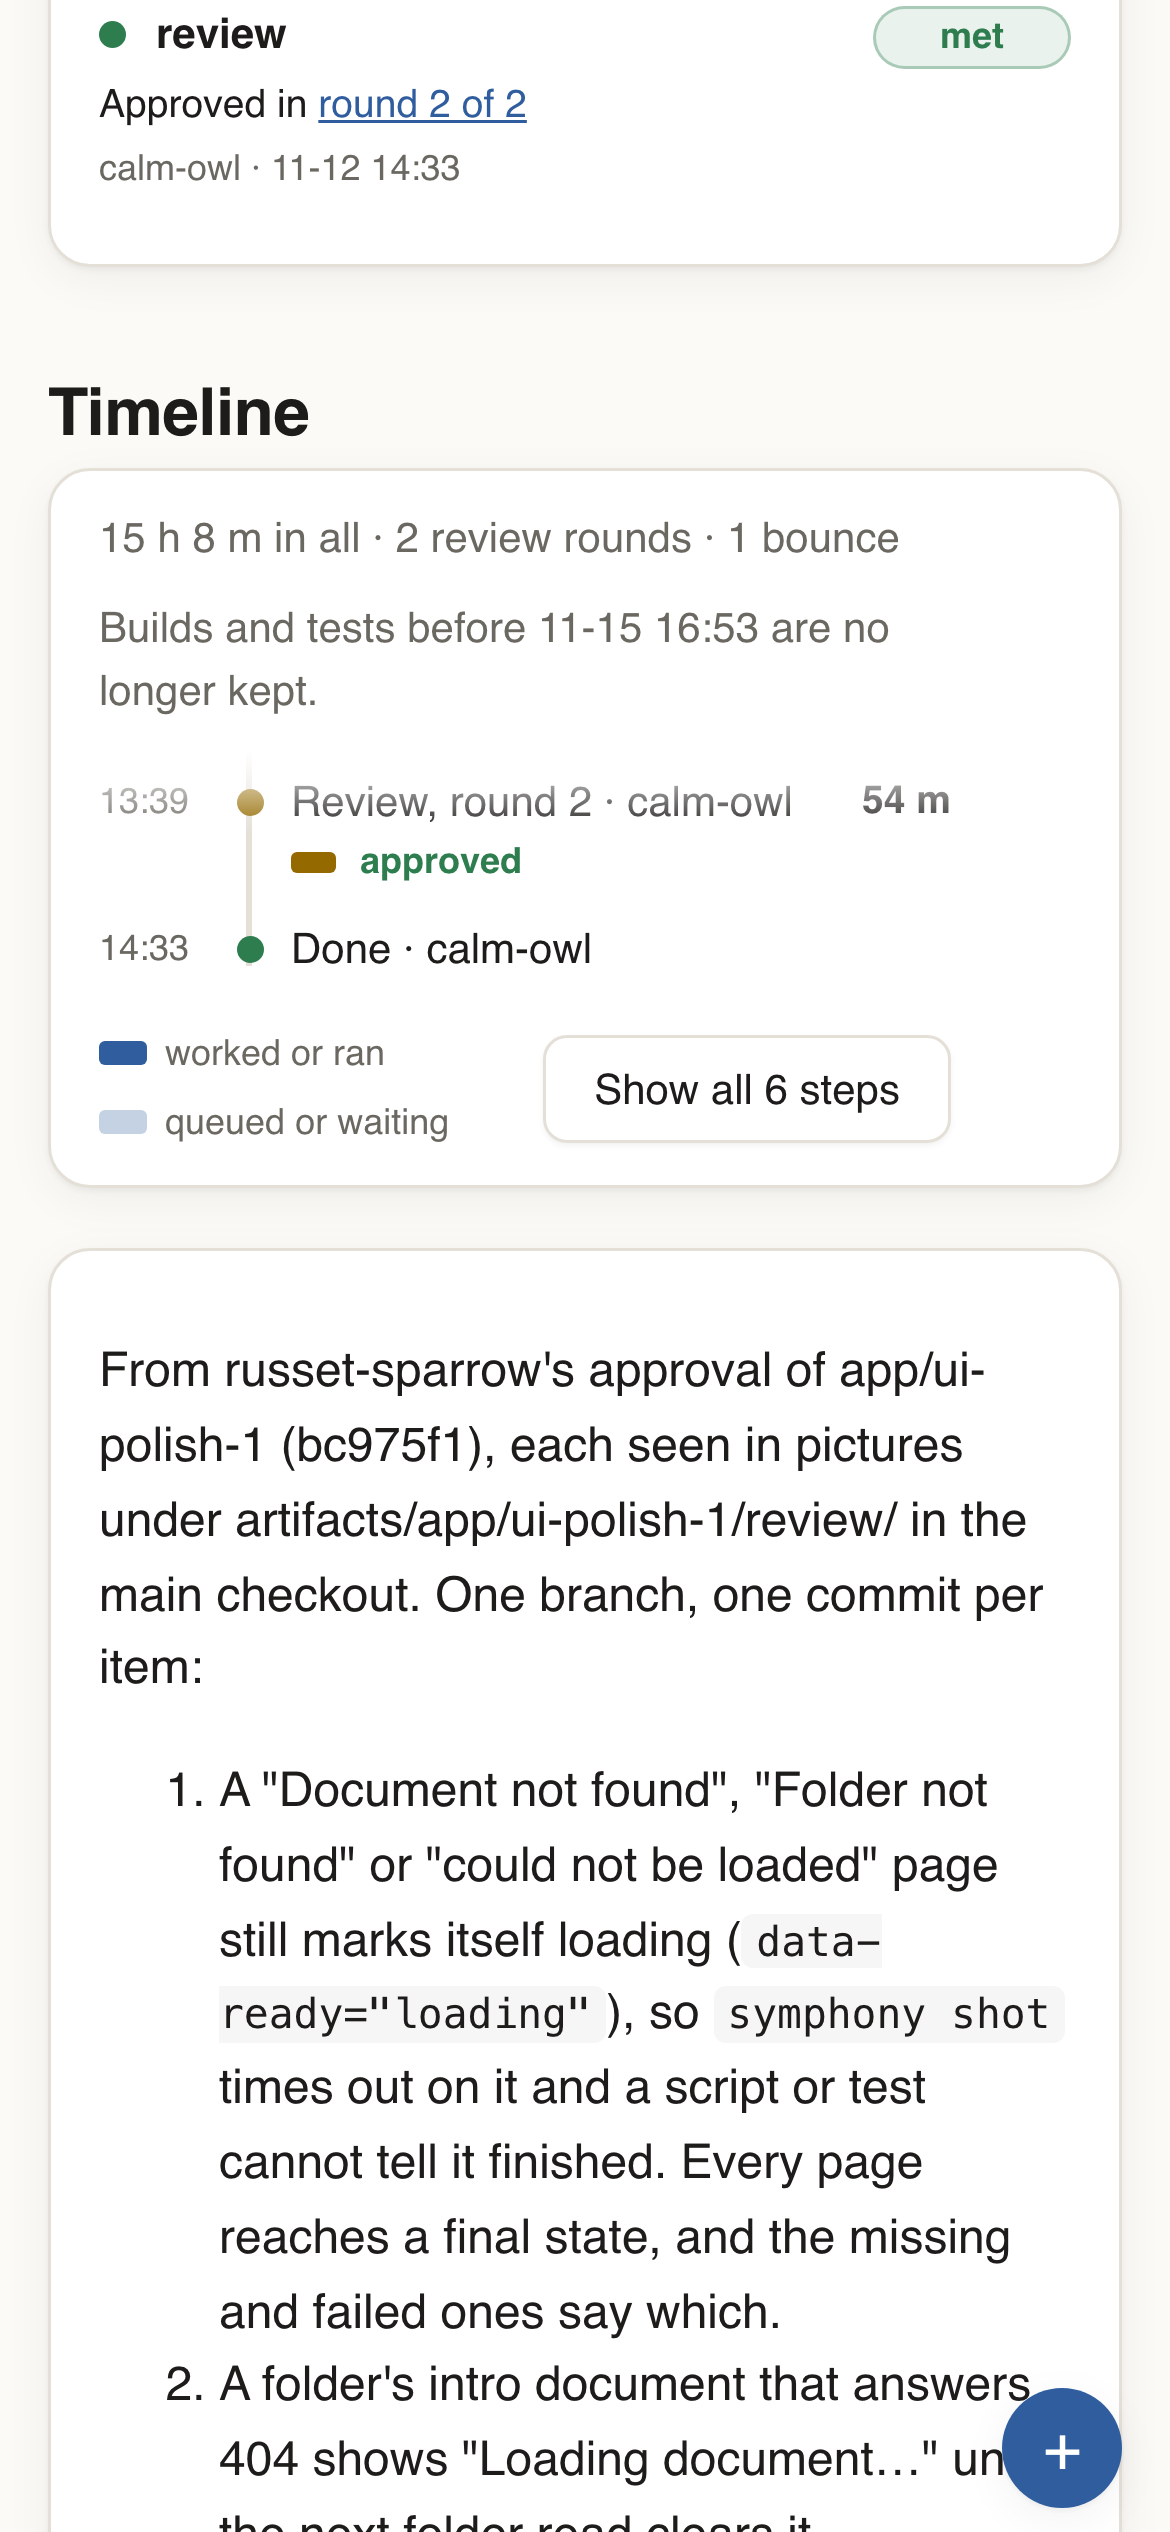 review
met
Approved in round 2 of 2
calm-owl · 11-12 14:33
Timeline
15 h 8 m in all · 2 review rounds · 1 bounce
Builds and tests before 11-15 16:53 are no
longer kept.
13:39 Review, round 2 · calm-owl 54 m
approved
14:33 Done · calm-owl
worked or ran
queued or waiting
Show all 6 steps
From russet-sparrow's approval of app/ui-
polish-1 (bc975f1), each seen in pictures
under artifacts/app/ui-polish-1/review/ in the
main checkout. One branch, one commit per
item:
1. A "Document not found", "Folder not
found" or "could not be loaded" page
still marks itself loading (data-
ready="loading"), so symphony shot
times out on it and a script or test
cannot tell it finished. Every page
reaches a final state, and the missing
and failed ones say which.
2. A folder's intro document that answers
404 shows "Loading document…" un
the next folder read clears it
+